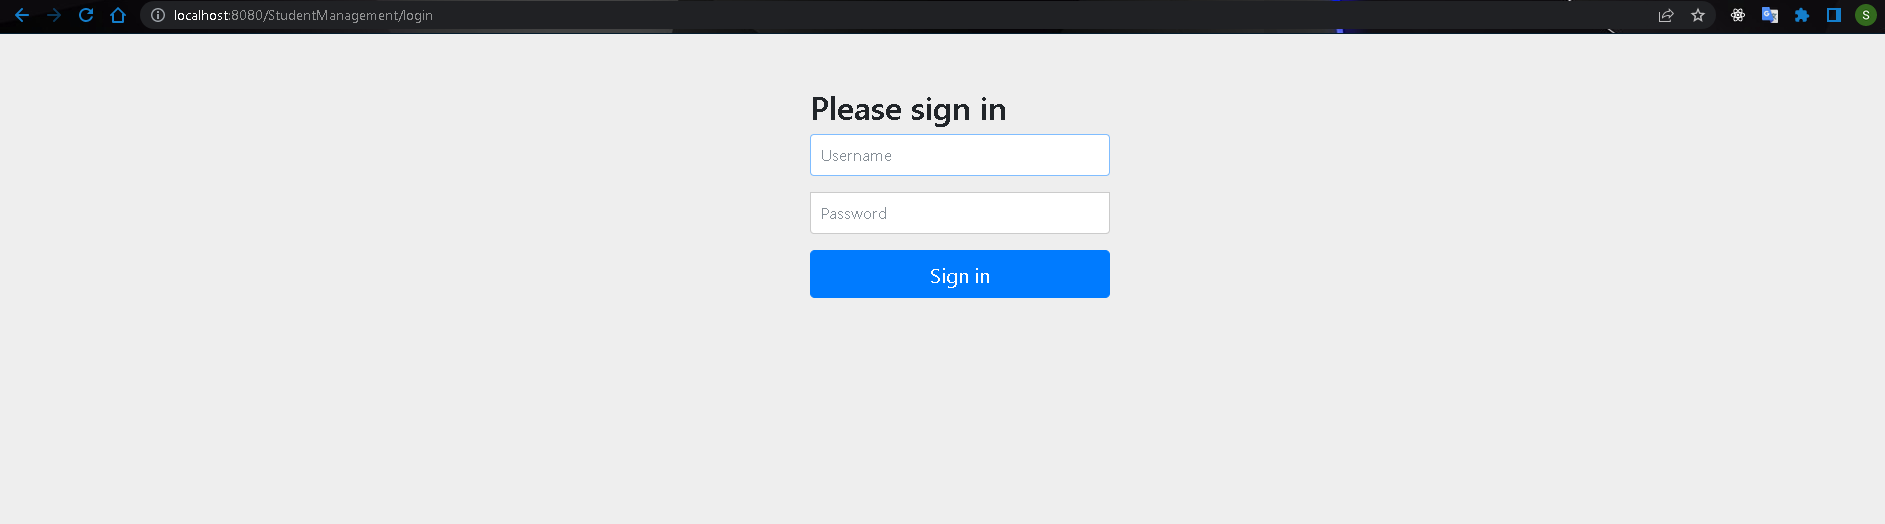 localhost:8080/StudentManagement/login
S
Please sign in
Username
Password
Sign in